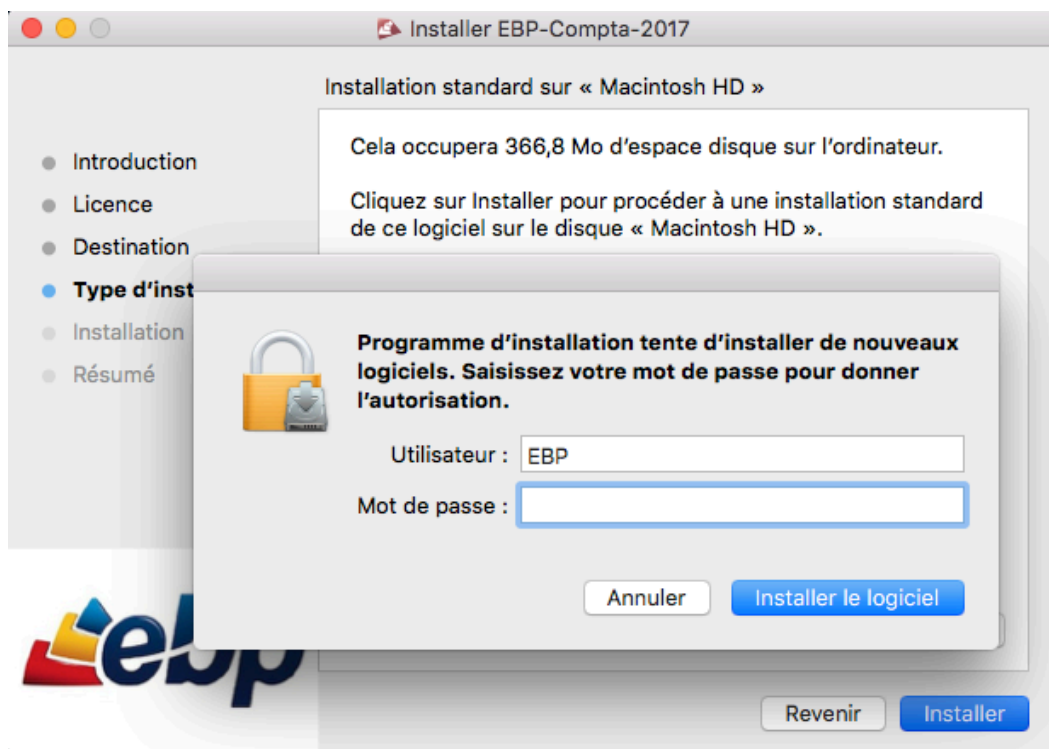 Installer EBP-Compta-2017
Installation standard sur « Macintosh HD »
Introduction
Licence
Destination
Type d'inst
Installation
Résumé
Cela occupera 366,8 Mo d'espace disque sur l'ordinateur.
Cliquez sur Installer pour procéder à une installation standard
de ce logiciel sur le disque « Macintosh HD ».
Programme d'installation tente d'installer de nouveaux
logiciels. Saisissez votre mot de passe pour donner
l'autorisation.
Utilisateur : EBP
Mot de passe :
Annuler Installer le logiciel
ebp
Revenir Installer